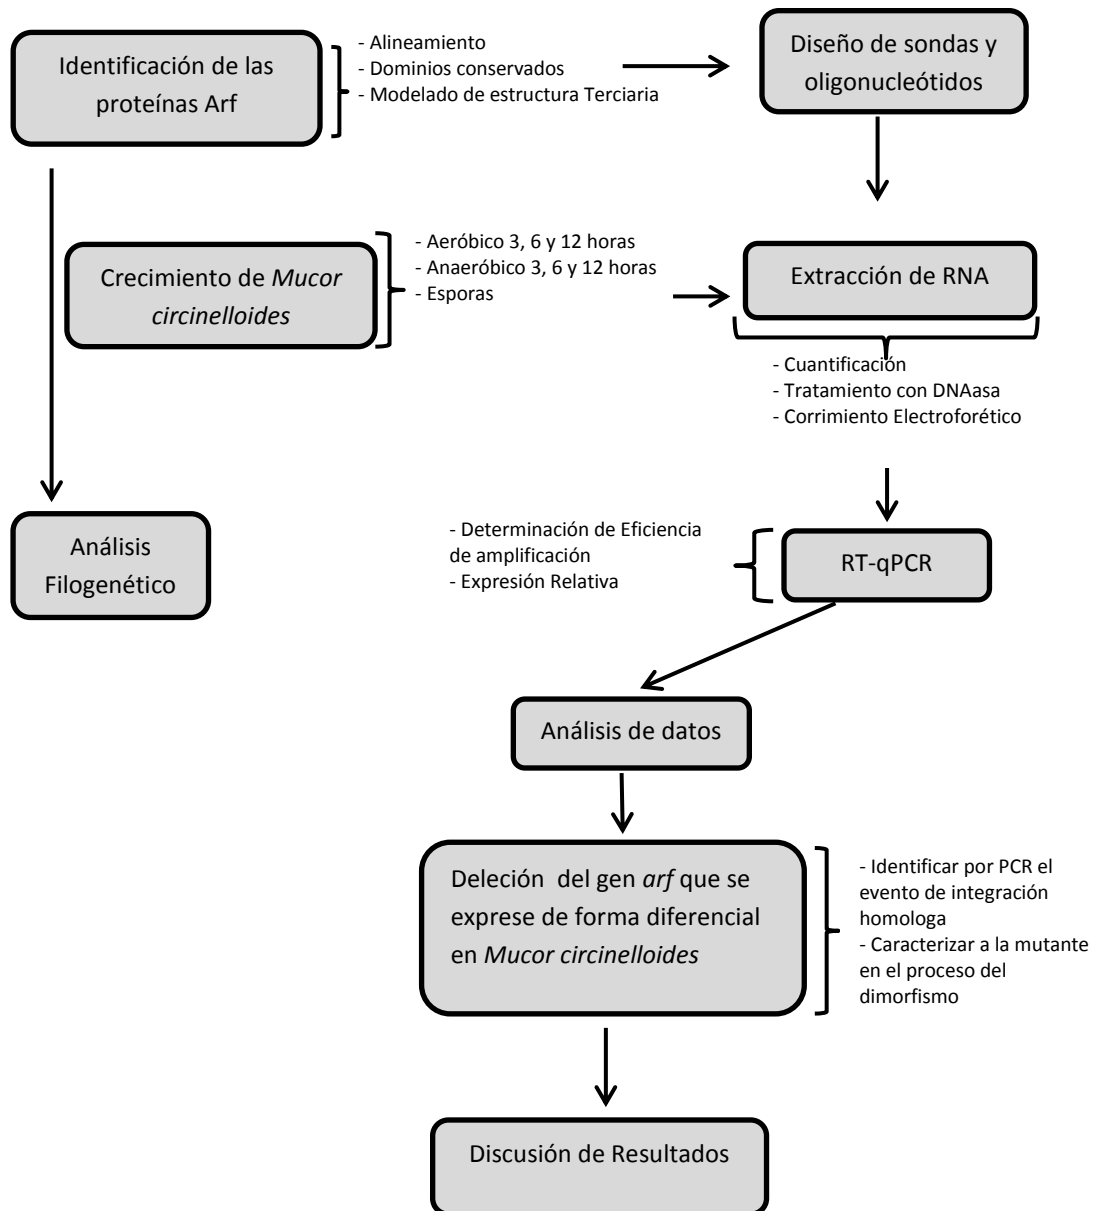 Identificación de las
proteínas Arf
- Alineamiento
- Dominios conservados
- Modelado de estructura Terciaria
Diseño de sondas y
oligonucleótidos
Crecimiento de Mucor
circinelloides
- Aeróbico 3, 6 y 12 horas
- Anaeróbico 3, 6 y 12 horas
- Esporas
Extracción de RNA
- Cuantificación
- Tratamiento con DNAasa
- Corrimiento Electroforético
Análisis
Filogenético
- Determinación de Eficiencia
de amplificación
- Expresión Relativa
RT-qPCR
Análisis de datos
Deleción del gen arf que se
exprese de forma diferencial
en Mucor circinelloides
- Identificar por PCR el
evento de integración
homologa
- Caracterizar a la mutante
en el proceso del
dimorfismo
Discusión de Resultados